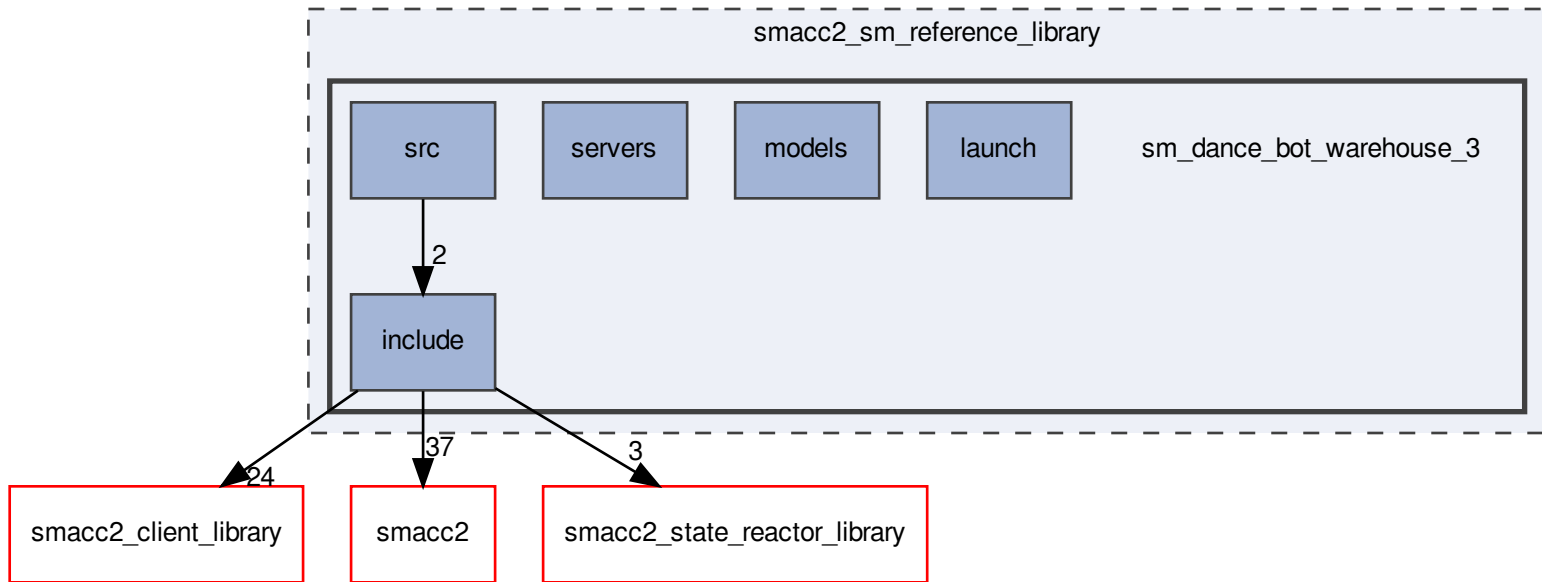 smacc2_sm_reference_library
src
servers
models
launch
sm_dance_bot_warehouse_3
2
include
24
37
3
smacc2_client_library
smacc2
smacc2_state_reactor_library